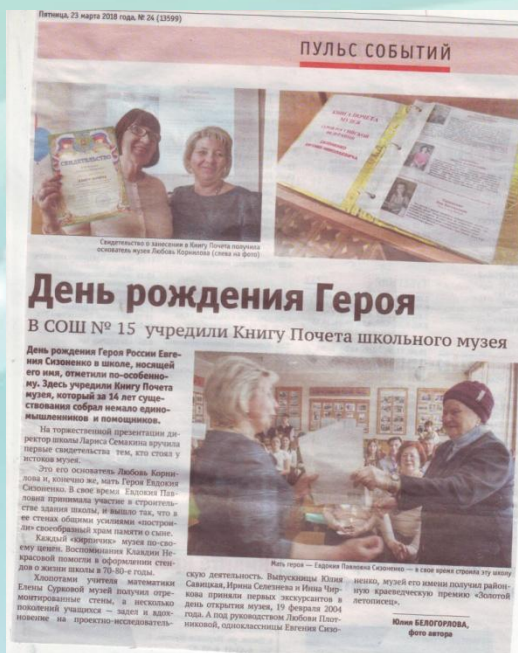 Пятница, 23 марта 2018 года, № 24 (13599)
ПУЛЬС СОБЫТИЙ
СВИДЕТЕЛЬСТВО
КНИГА ПОЧЕТА
МУЗЕЯ
Свидетельство о занесении в Книгу Почета получила
основатель музея Любовь Корнилова (слева на фото)
День рождения Героя
В СОШ № 15 учредили Книгу Почета школьного музея
День рождения Героя России Евге-
ния Сизоненко в школе, носящей
его имя, отметили по-особенно-
му. Здесь учредили Книгу Почета
музея, который за 14 лет суще-
ствования собрал немало едино-
мышленников и помощников.
На торжественной презентации ди-
ректор школы Лариса Семакина вручила
первые свидетельства тем, кто стоял у
истоков музея.
Это его основатель Любовь Корни-
лова и, конечно же, мать Героя Евдокия
Сизоненко. В свое время Евдокия Пав-
ловна принимала участие в строительс-
тве здания школы, и вышло так, что в
ее стенах общими усилиями «построи-
ли» своеобразный храм памяти о сыне.
Каждый «кирпичик» музея по-сво-
ему ценен. Воспоминания Клавдии Не-
красовой помогли в оформлении стен-
дов о жизни школы в 70-80-е годы.
Хлопотами учителя математики
Елены Сурковой музей получил отре-
монтированные стены, а несколько
поколений учащихся — задел и вдох-
новение на проектно-исследователь-
Мать героя — Евдокия Павловна Сизоненко — в свое время строила эту школу
скую деятельность. Выпускницы Юлия
Савицкая, Ирина Селезнева и Инна Чир-
кова приняли первых экскурсантов в
день открытия музея, 19 февраля 2004
года. А под руководством Любови Плот-
никовой, одноклассницы Евгения Сизо-
ненко, музей его имени получил район-
ную краеведческую премию «Золотой
летописец».
Юлия БЕЛОГОРЛОВА,
фото автора